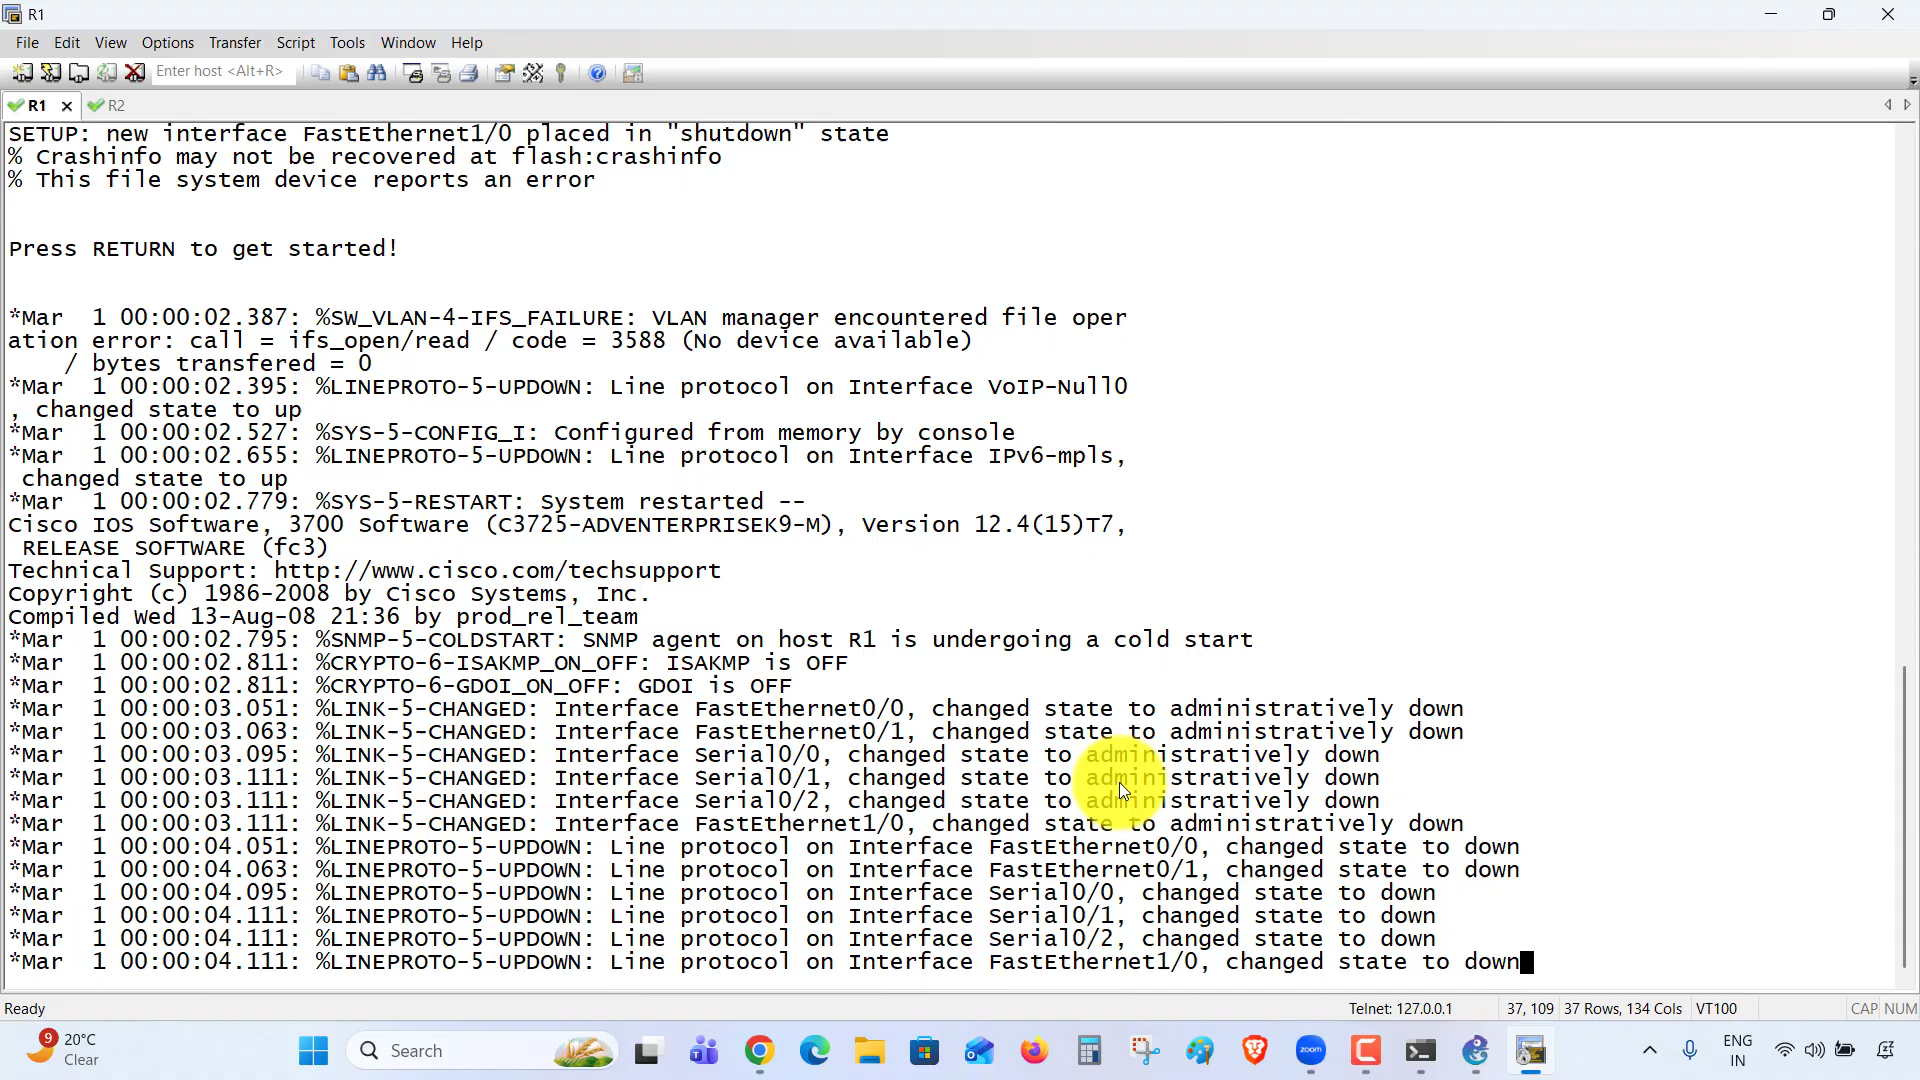 R1
File Edit View Options Transfer Script Tools Window Help
Enter host <Alt+R>
R1 R2
SETUP: new interface FastEthernet1/0 placed in "shutdown" state
% Crashinfo may not be recovered at flash:crashinfo
% This file system device reports an error
Press RETURN to get started!
*Mar  1 00:00:02.387: %SW_VLAN-4-IFS_FAILURE: VLAN manager encountered file oper
ation error: call = ifs_open/read / code = 3588 (No device available)
/ bytes transfered = 0
*Mar  1 00:00:02.395: %LINEPROTO-5-UPDOWN: Line protocol on Interface VoIP-Null0
, changed state to up
*Mar  1 00:00:02.527: %SYS-5-CONFIG_I: Configured from memory by console
*Mar  1 00:00:02.655: %LINEPROTO-5-UPDOWN: Line protocol on Interface IPv6-mpls,
changed state to up
*Mar  1 00:00:02.779: %SYS-5-RESTART: System restarted --
Cisco IOS Software, 3700 Software (C3725-ADVENTERPRISEK9-M), Version 12.4(15)T7,
RELEASE SOFTWARE (fc3)
Technical Support: http://www.cisco.com/techsupport
Copyright (c) 1986-2008 by Cisco Systems, Inc.
Compiled Wed 13-Aug-08 21:36 by prod_rel_team
*Mar  1 00:00:02.795: %SNMP-5-COLDSTART: SNMP agent on host R1 is undergoing a cold start
*Mar  1 00:00:02.811: %CRYPTO-6-ISAKMP_ON_OFF: ISAKMP is OFF
*Mar  1 00:00:02.811: %CRYPTO-6-GDOI_ON_OFF: GDOI is OFF
*Mar  1 00:00:03.051: %LINK-5-CHANGED: Interface FastEthernet0/0, changed state to administratively down
*Mar  1 00:00:03.063: %LINK-5-CHANGED: Interface FastEthernet0/1, changed state to administratively down
*Mar  1 00:00:03.095: %LINK-5-CHANGED: Interface Serial0/0, changed state to administratively down
*Mar  1 00:00:03.111: %LINK-5-CHANGED: Interface Serial0/1, changed state to administratively down
*Mar  1 00:00:03.111: %LINK-5-CHANGED: Interface Serial0/2, changed state to administratively down
*Mar  1 00:00:03.111: %LINK-5-CHANGED: Interface FastEthernet1/0, changed state to administratively down
*Mar  1 00:00:04.051: %LINEPROTO-5-UPDOWN: Line protocol on Interface FastEthernet0/0, changed state to down
*Mar  1 00:00:04.063: %LINEPROTO-5-UPDOWN: Line protocol on Interface FastEthernet0/1, changed state to down
*Mar  1 00:00:04.095: %LINEPROTO-5-UPDOWN: Line protocol on Interface Serial0/0, changed state to down
*Mar  1 00:00:04.111: %LINEPROTO-5-UPDOWN: Line protocol on Interface Serial0/1, changed state to down
*Mar  1 00:00:04.111: %LINEPROTO-5-UPDOWN: Line protocol on Interface Serial0/2, changed state to down
*Mar  1 00:00:04.111: %LINEPROTO-5-UPDOWN: Line protocol on Interface FastEthernet1/0, changed state to down
Ready Telnet: 127.0.0.1 37, 109 37 Rows, 134 Cols VT100 CAP NUM
9 20°C
Clear
Search
zoom
ENG
IN